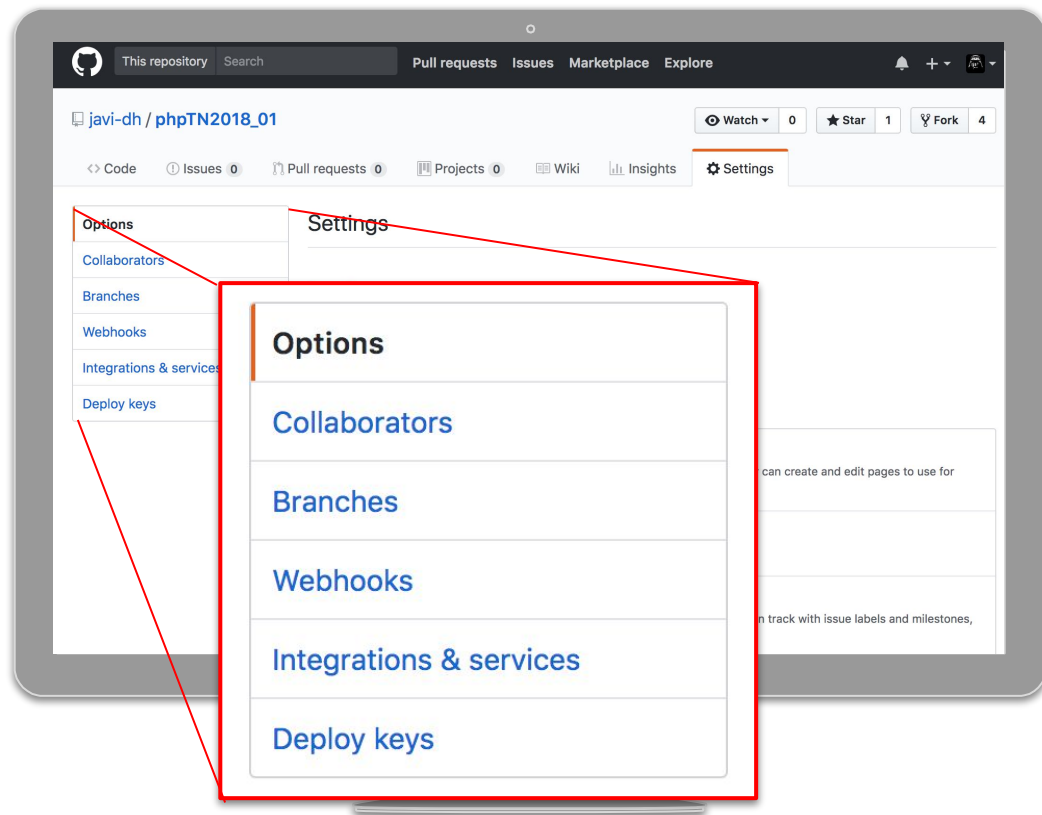 This repository Search Pull requests Issues Marketplace Explore
javi-dh / phpTN2018_01 Watch 0 Star 1 Fork 4
Code Issues 0 Pull requests 0 Projects 0 Wiki Insights Settings
Options
Collaborators
Branches
Webhooks
Integrations & services
Deploy keys
Settings
can create and edit pages to use for
track with issue labels and milestones,
Options
Collaborators
Branches
Webhooks
Integrations & services
Deploy keys